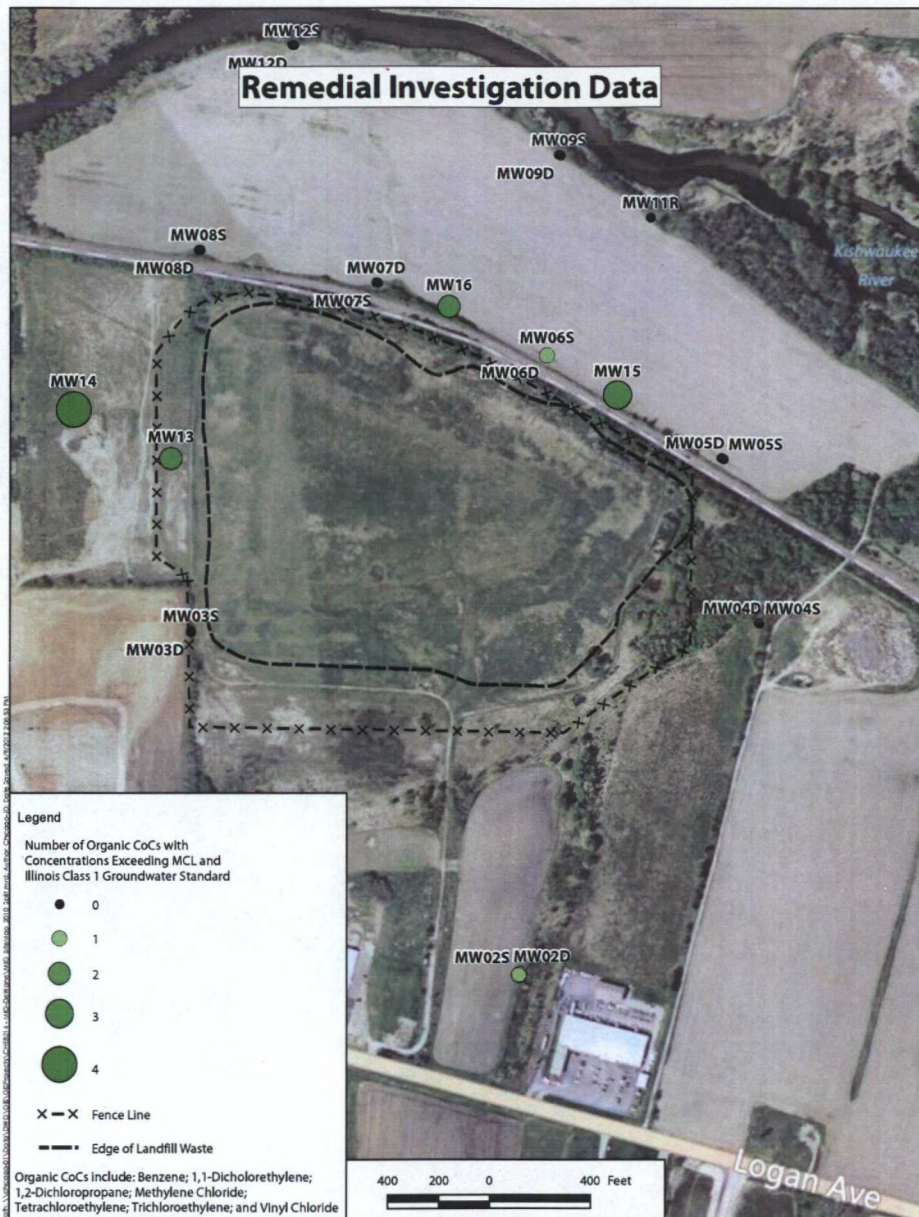 MW12S
MW12D
Remedial Investigation Data
MW09S
MW09D
MW11R
Kishwaukee
River
MW08S
MW08D
MW07D
MW07S
MW16
MW06S
MW06D
MW15
MW14
MW13
MW05D MW05S
MW04D MW04S
MW03S
MW03D
MW02S MW02D
Logan Ave
Legend
Number of Organic CoCs with
Concentrations Exceeding MCL and
Illinois Class 1 Groundwater Standard
0
1
2
3
4
X Fence Line
Edge of Landfill Waste
Organic CoCs include: Benzene; 1,1-Dicholorethylene;
1,2-Dichloropropane; Methylene Chloride;
Tetrachloroethylene; Trichloroethylene; and Vinyl Chloride
400 200 0 400 Feet